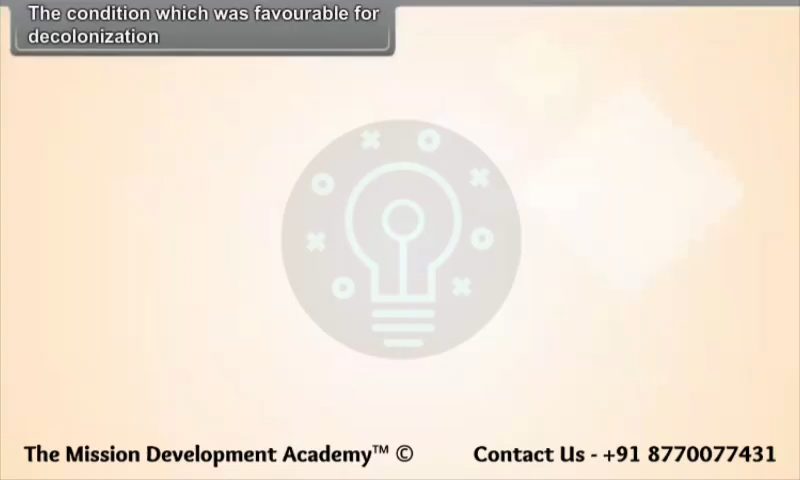 The condition which was favourable for
decolonization
The Mission Development Academy™ © Contact Us - +91 8770077431